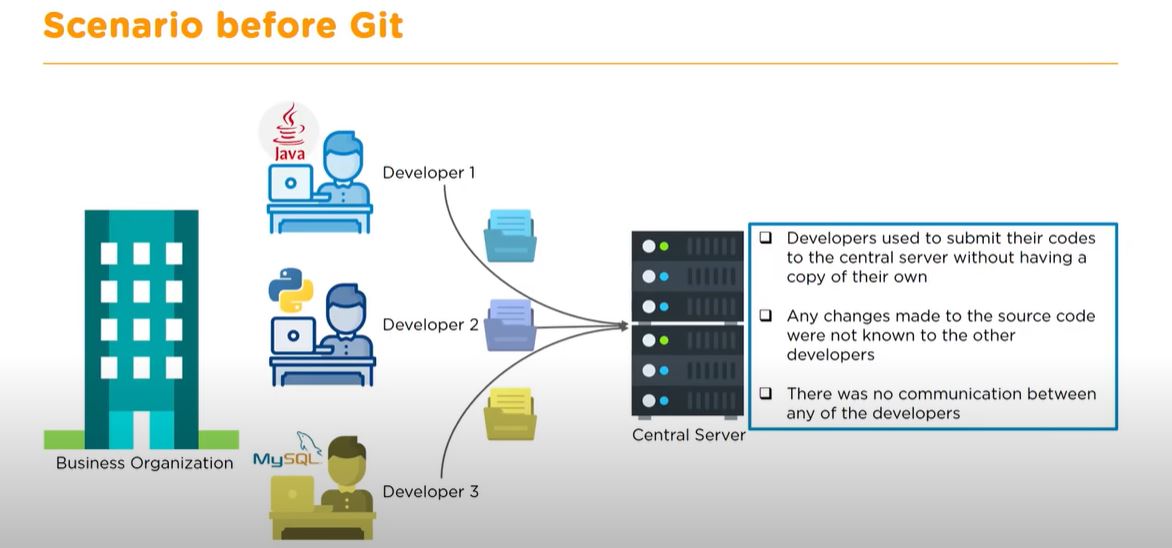 Scenario before Git
Java
Developer 1
Developer 2
MySQL
Developer 3
Business Organization
Central Server
Developers used to submit their codes
to the central server without having a
copy of their own
Any changes made to the source code
were not known to the other
developers
There was no communication between
any of the developers